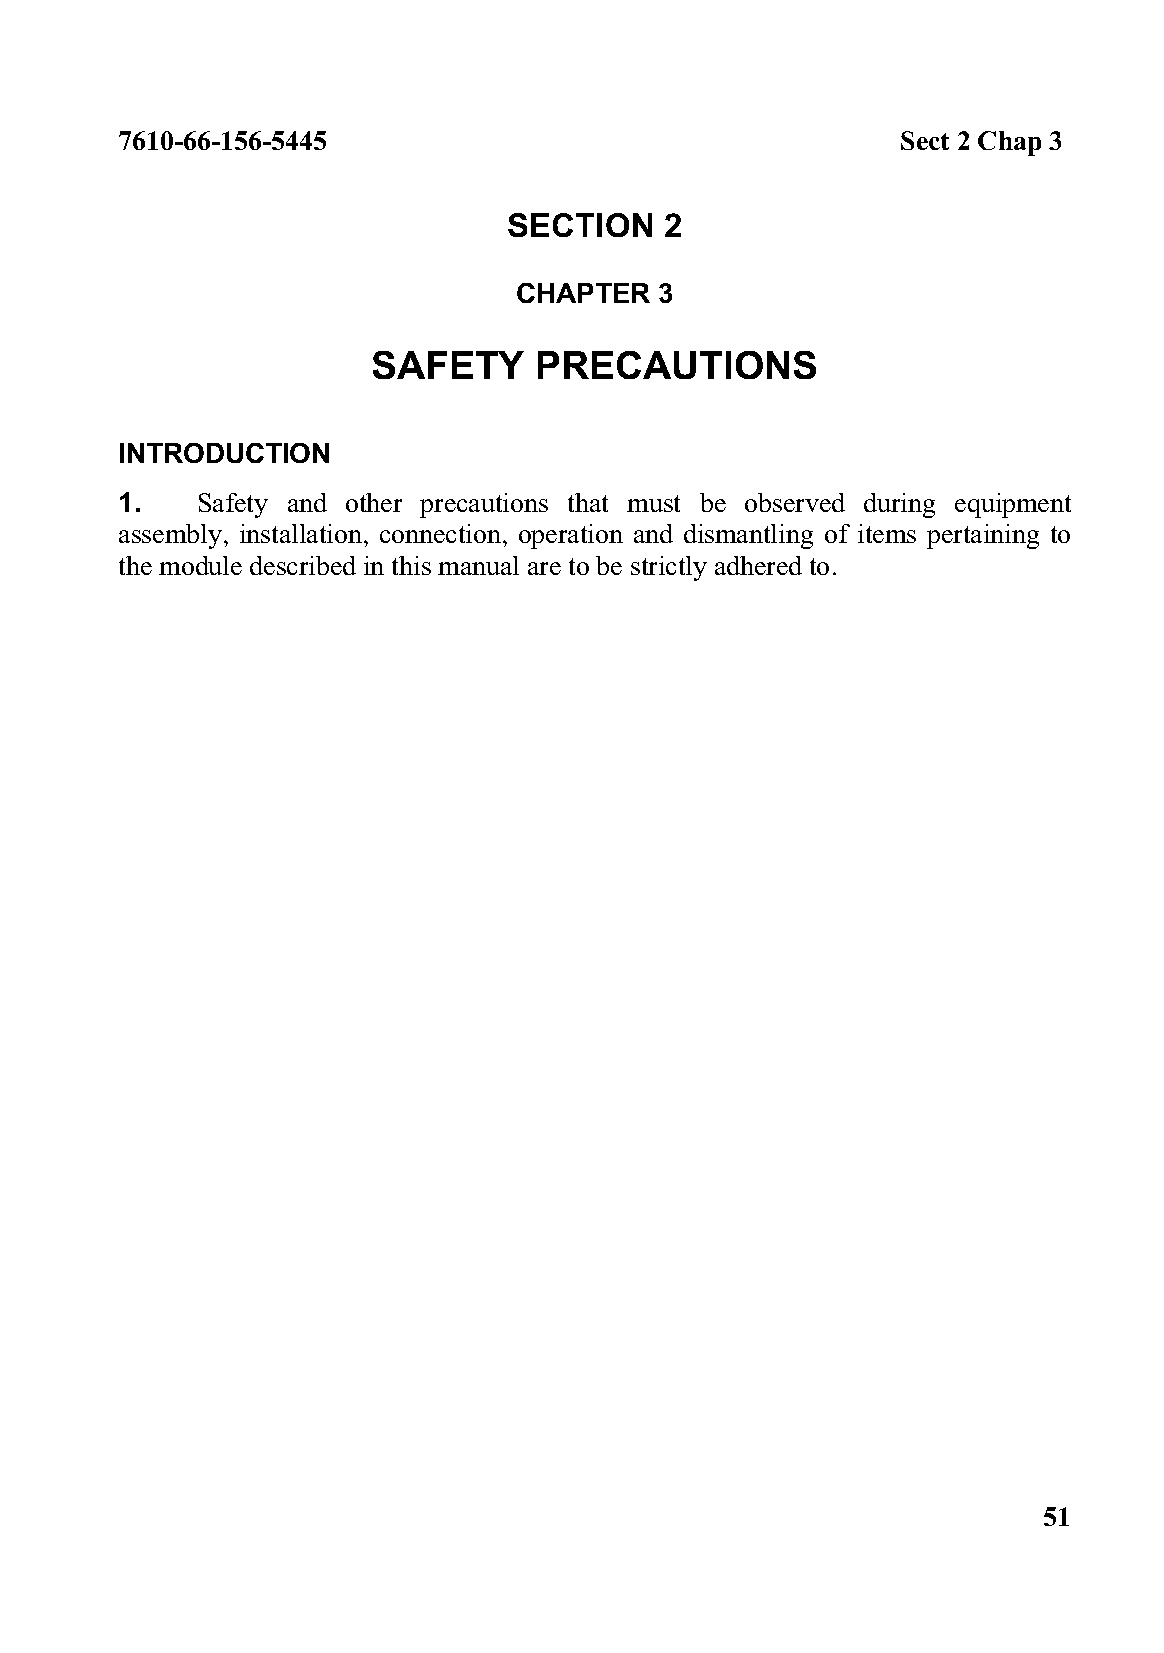 7610-66-156-5445 Sect 2 Chap 3
SECTION 2
CHAPTER 3
SAFETY PRECAUTIONS
INTRODUCTION
1. Safety and other precautions that must be observed during equipment
assembly, installation, connection, operation and dismantling of items pertaining to
the module described in this manual are to be strictly adhered to.
51